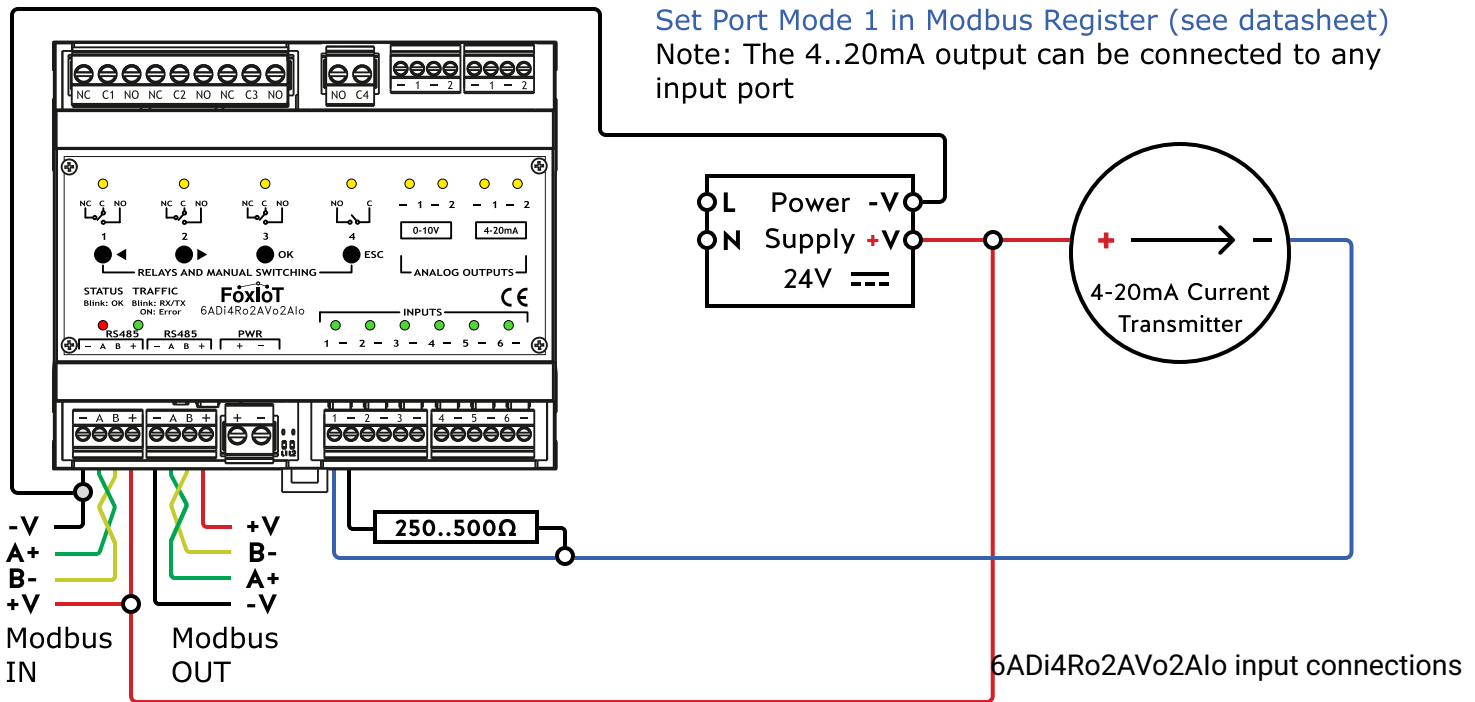 Set Port Mode 1 in Modbus Register (see datasheet)
Note: The 4..20mA output can be connected to any
input port
NC C1 NO NC C2 NO NC C3 NO
NO C4
– 1 – 2
– 1 – 2
NC C NO
NC C NO
NC C NO
NO C
– 1 – 2
– 1 – 2
0-10V
4-20mA
1
2
3
4
OK
ESC
RELAYS AND MANUAL SWITCHING
ANALOG OUTPUTS
STATUS TRAFFIC
Blink: OK Blink: RX/TX
ON: Error
FoxIoT
6ADi4Ro2AVo2AIo
CE
INPUTS
RS485
RS485
PWR
– A B +
– A B +
+ –
1 – 2 – 3 – 4 – 5 – 6 –
– A B +
– A B +
+ –
1 – 2 – 3 –
4 – 5 – 6 –
L Power -V
N Supply +V
24V
+ –
4-20mA Current
Transmitter
250..500Ω
-V
A+
B-
+V
Modbus
IN
+V
B-
A+
-V
Modbus
OUT
6ADi4Ro2AVo2AIo input connections